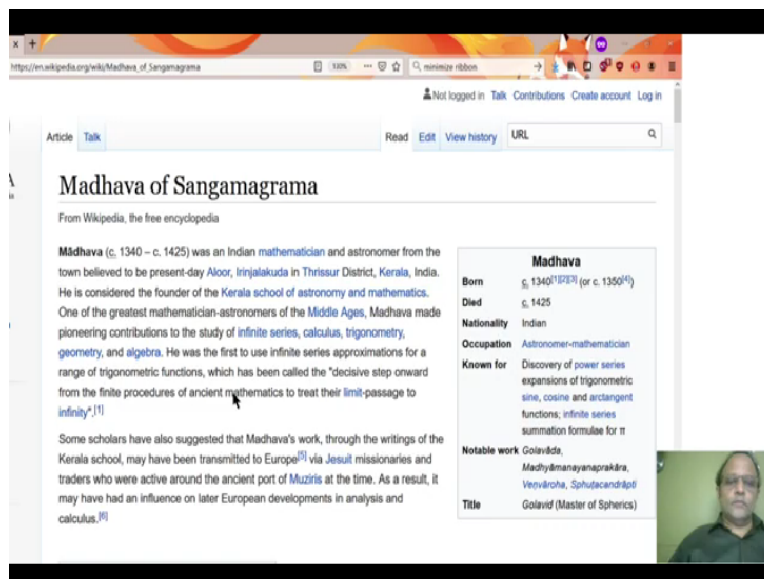 x +
https://en.wikipedia.org/wiki/Madhava_of_Sangamagrama
minimize ribbon
Not logged in Talk Contributions Create account Log in
Article Talk Read Edit View history URL
Madhava of Sangamagrama
From Wikipedia, the free encyclopedia
Mādhava (c. 1340 – c. 1425) was an Indian mathematician and astronomer from the
town believed to be present-day Aloor, Irinjalakuda in Thrissur District, Kerala, India.
He is considered the founder of the Kerala school of astronomy and mathematics.
One of the greatest mathematician-astronomers of the Middle Ages, Madhava made
pioneering contributions to the study of infinite series, calculus, trigonometry,
geometry, and algebra. He was the first to use infinite series approximations for a
range of trigonometric functions, which has been called the "decisive step onward
from the finite procedures of ancient mathematics to treat their limit-passage to
infinity".[1]
Some scholars have also suggested that Madhava's work, through the writings of the
Kerala school, may have been transmitted to Europe[5] via Jesuit missionaries and
traders who were active around the ancient port of Muziris at the time. As a result, it
may have had an influence on later European developments in analysis and
calculus.[6]
Madhava
Born c. 1340[1][2][3] (or c. 1350[4])
Died c. 1425
Nationality Indian
Occupation Astronomer-mathematician
Known for Discovery of power series
expansions of trigonometric
sine, cosine and arctangent
functions; infinite series
summation formulae for π
Notable work Golavāda,
Madhyāmanayanaprakāra,
Veṇvāroha, Sphuṭacandrāpti
Title Golavid (Master of Spherics)